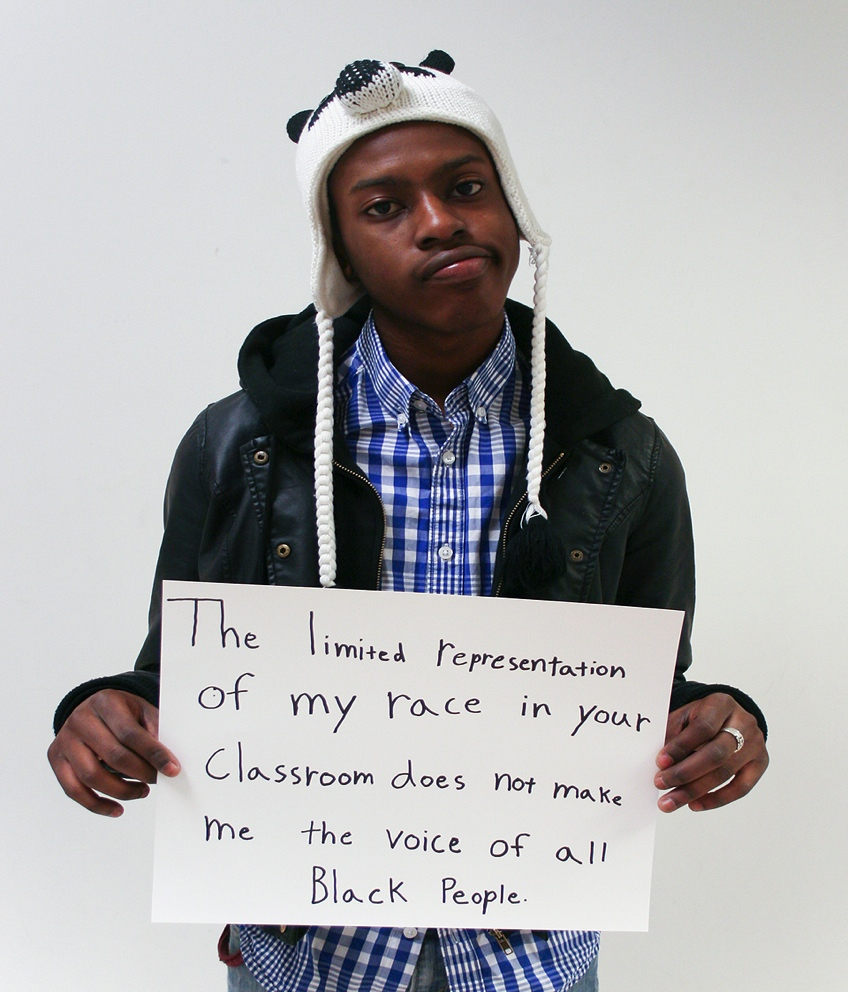 The limited representation
of my race in your
Classroom does not make
me the voice of all
Black People.